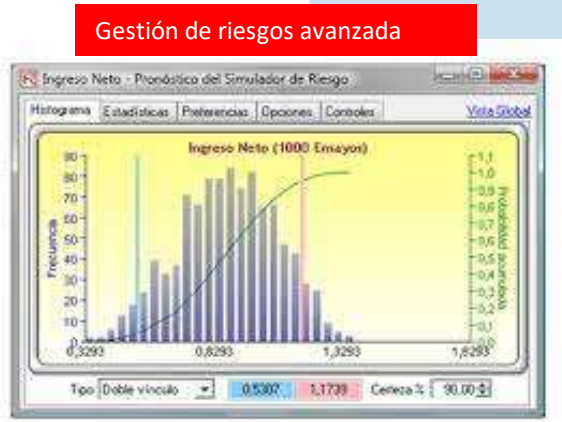 Gestión de riesgos avanzada
Ingreso Neto - Pronóstico del Simulador de Riesgo
Histograma Estadísticas Preferencias Opciones Controles Vista Global
Ingreso Neto (1000 Ensayos)
Frecuencia
90
80
70
60
50
40
30
20
10
0
1,1
1,0
0,9
0,8
0,7
0,6
0,5
0,4
0,3
0,2
0,1
0,0
Probabilidad acumulada
0,3293 0,8293 1,3293 1,8293
Tipo Doble vínculo 0,5307 1,1739 Certeza % 90.00